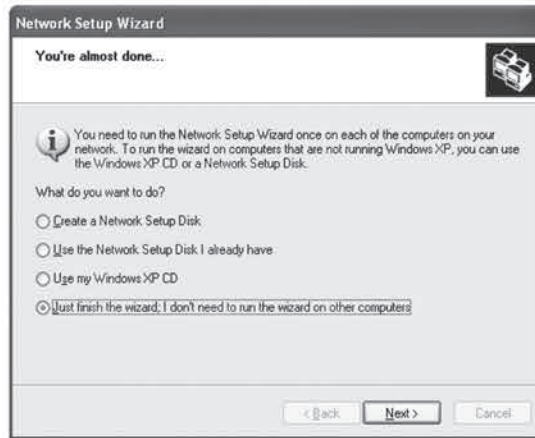 Network Setup Wizard
You're almost done...
You need to run the Network Setup Wizard once on each of the computers on your
network. To run the wizard on computers that are not running Windows XP, you can use
the Windows XP CD or a Network Setup Disk.
What do you want to do?
Create a Network Setup Disk
Use the Network Setup Disk I already have
Use my Windows XP CD
Just finish the wizard; I don't need to run the wizard on other computers
< Back Next > Cancel